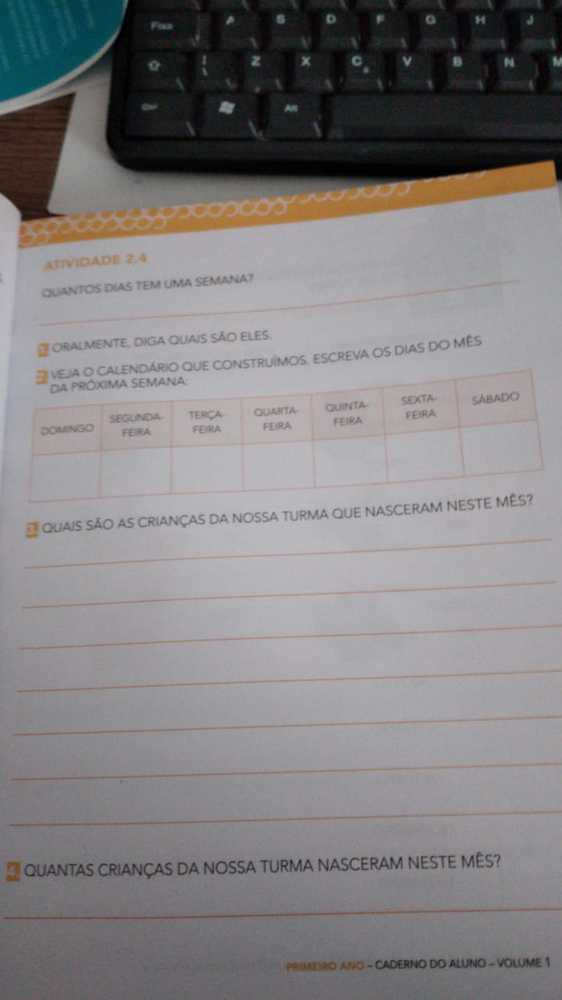 Fixa A S D F G H J
Z X C V B N M
Ctrl Alt
ATIVIDADE 2.4
QUANTOS DIAS TEM UMA SEMANA?
1. ORALMENTE, DIGA QUAIS SÃO ELES.
2. VEJA O CALENDÁRIO QUE CONSTRUÍMOS. ESCREVA OS DIAS DO MÊS
DA PRÓXIMA SEMANA:
DOMINGO SEGUNDA- TERÇA- QUARTA- QUINTA- SEXTA- SÁBADO
FEIRA FEIRA FEIRA FEIRA FEIRA
3. QUAIS SÃO AS CRIANÇAS DA NOSSA TURMA QUE NASCERAM NESTE MÊS?
4. QUANTAS CRIANÇAS DA NOSSA TURMA NASCERAM NESTE MÊS?
PRIMEIRO ANO – CADERNO DO ALUNO – VOLUME 1